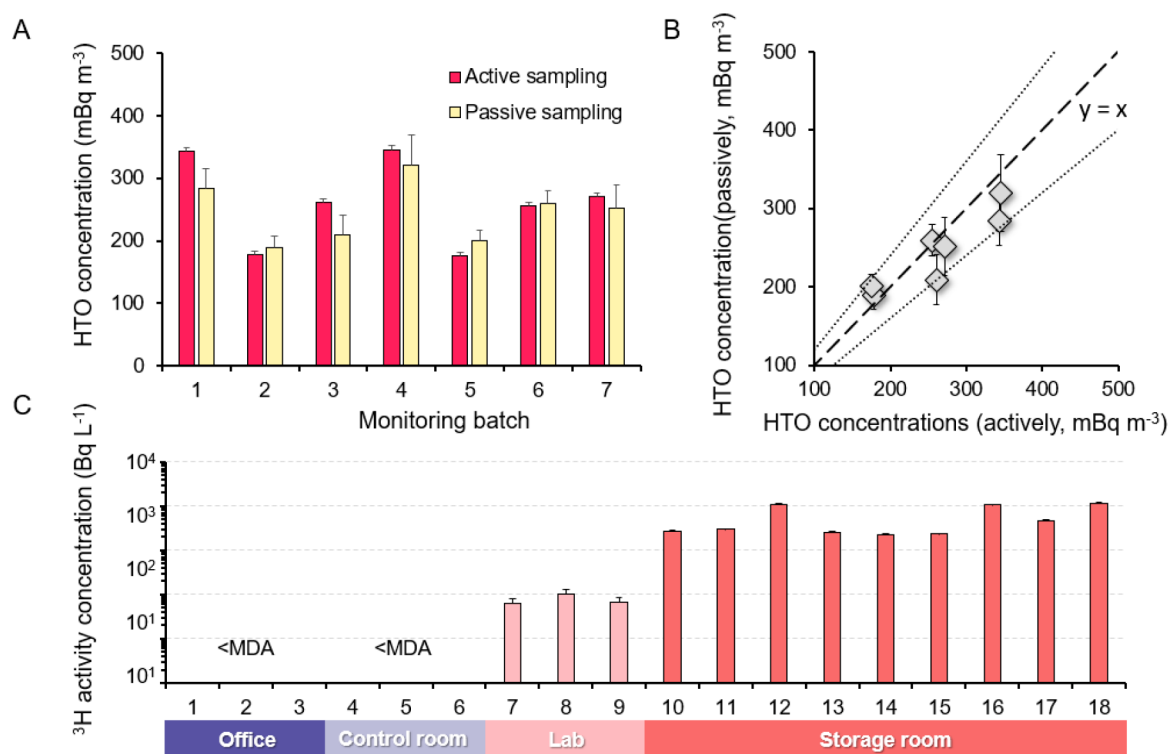 A
HTO concentration (mBq m⁻³)
500
400
300
200
100
0
Active sampling
Passive sampling
1 2 3 4 5 6 7
Monitoring batch
B
HTO concentration(passively, mBq m⁻³)
500
400
300
200
100
y = x
100 200 300 400 500
HTO concentrations (actively, mBq m⁻³)
C
³H activity concentration (Bq L⁻¹)
10⁴
10³
10²
10¹
10¹
<MDA
<MDA
1 2 3 4 5 6 7 8 9 10 11 12 13 14 15 16 17 18
Office Control room Lab Storage room